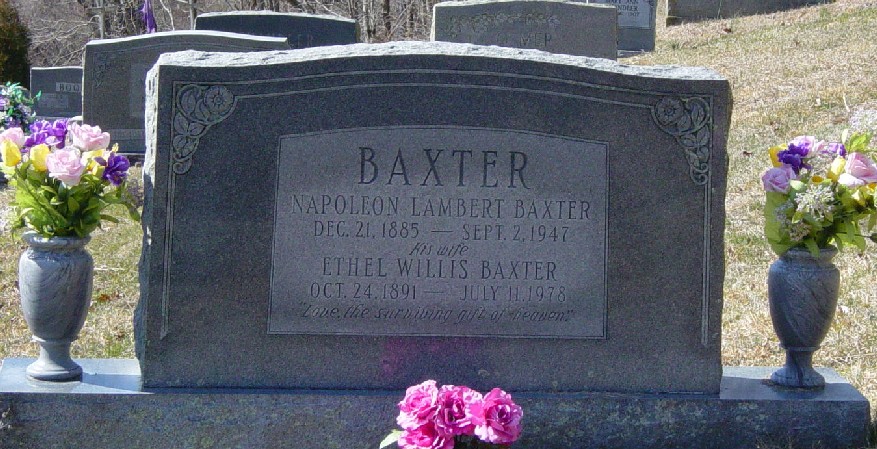 BAXTER
NAPOLEON LAMBERT BAXTER
DEC. 21, 1885 — SEPT. 2, 1947
his wife
ETHEL WILLIS BAXTER
OCT. 24, 1891 — JULY 11, 1978
"Love, the surviving gift of heaven"